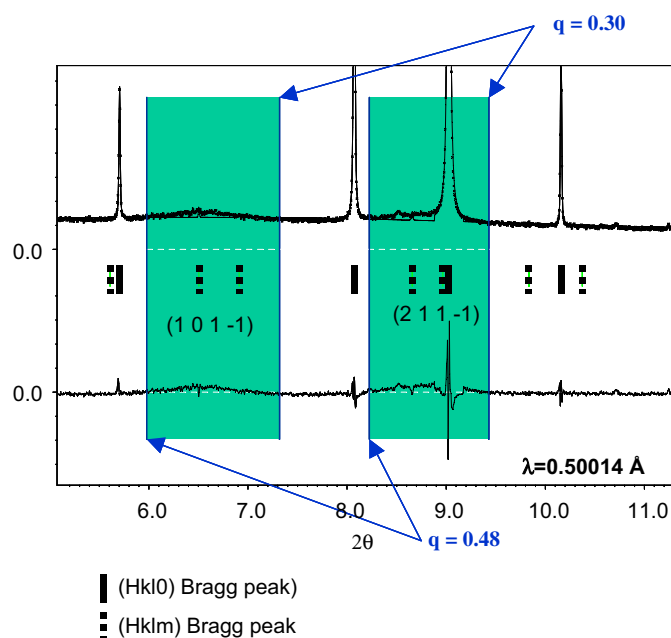 q = 0.30
0.0
(1 0 1 -1)
(2 1 1 -1)
0.0
λ=0.50014 Å
6.0 7.0 8.0 9.0 10.0 11.0
2θ
q = 0.48
(Hkl0) Bragg peak)
(Hklm) Bragg peak